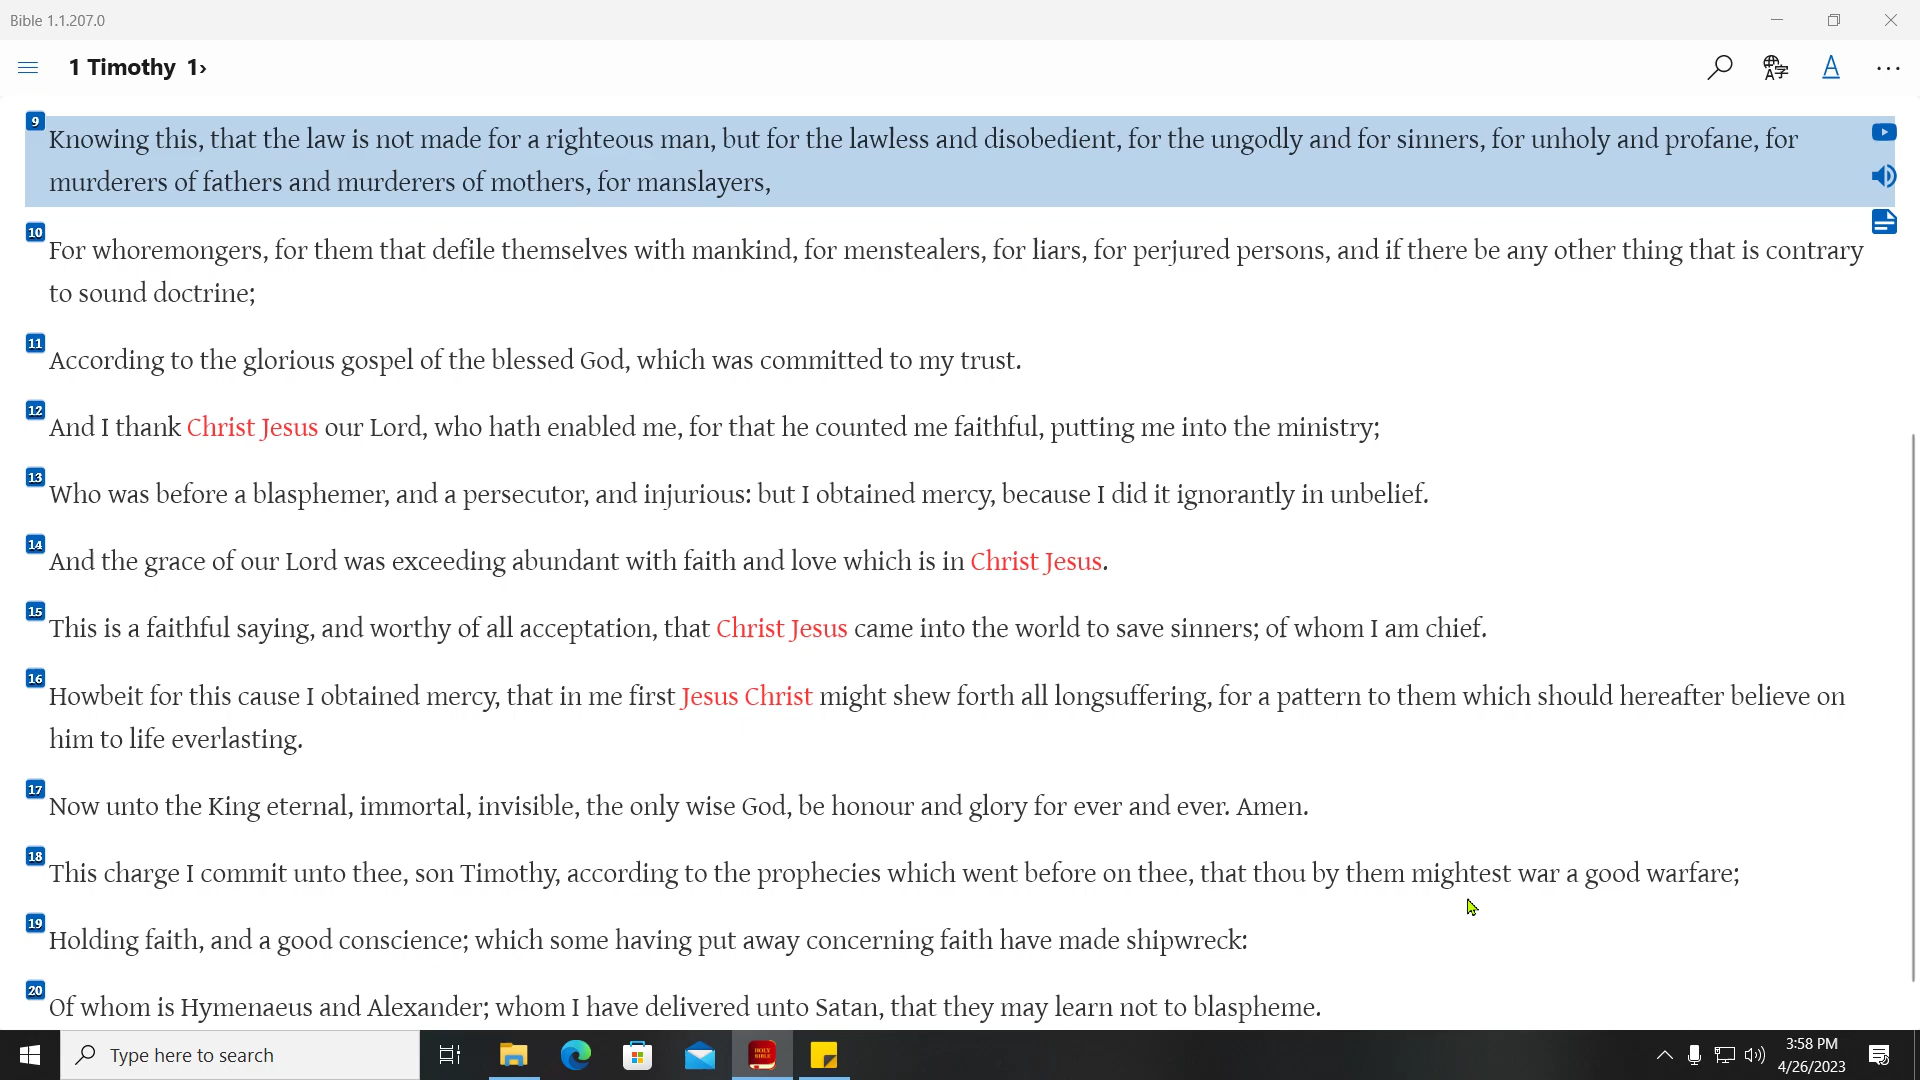 Bible 1.1.207.0
1 Timothy 1›
9
Knowing this, that the law is not made for a righteous man, but for the lawless and disobedient, for the ungodly and for sinners, for unholy and profane, for
murderers of fathers and murderers of mothers, for manslayers,
10
For whoremongers, for them that defile themselves with mankind, for menstealers, for liars, for perjured persons, and if there be any other thing that is contrary
to sound doctrine;
11
According to the glorious gospel of the blessed God, which was committed to my trust.
12
And I thank Christ Jesus our Lord, who hath enabled me, for that he counted me faithful, putting me into the ministry;
13
Who was before a blasphemer, and a persecutor, and injurious: but I obtained mercy, because I did it ignorantly in unbelief.
14
And the grace of our Lord was exceeding abundant with faith and love which is in Christ Jesus.
15
This is a faithful saying, and worthy of all acceptation, that Christ Jesus came into the world to save sinners; of whom I am chief.
16
Howbeit for this cause I obtained mercy, that in me first Jesus Christ might shew forth all longsuffering, for a pattern to them which should hereafter believe on
him to life everlasting.
17
Now unto the King eternal, immortal, invisible, the only wise God, be honour and glory for ever and ever. Amen.
18
This charge I commit unto thee, son Timothy, according to the prophecies which went before on thee, that thou by them mightest war a good warfare;
19
Holding faith, and a good conscience; which some having put away concerning faith have made shipwreck:
20
Of whom is Hymenaeus and Alexander; whom I have delivered unto Satan, that they may learn not to blaspheme.
Type here to search
HOLY
BIBLE
3:58 PM
4/26/2023